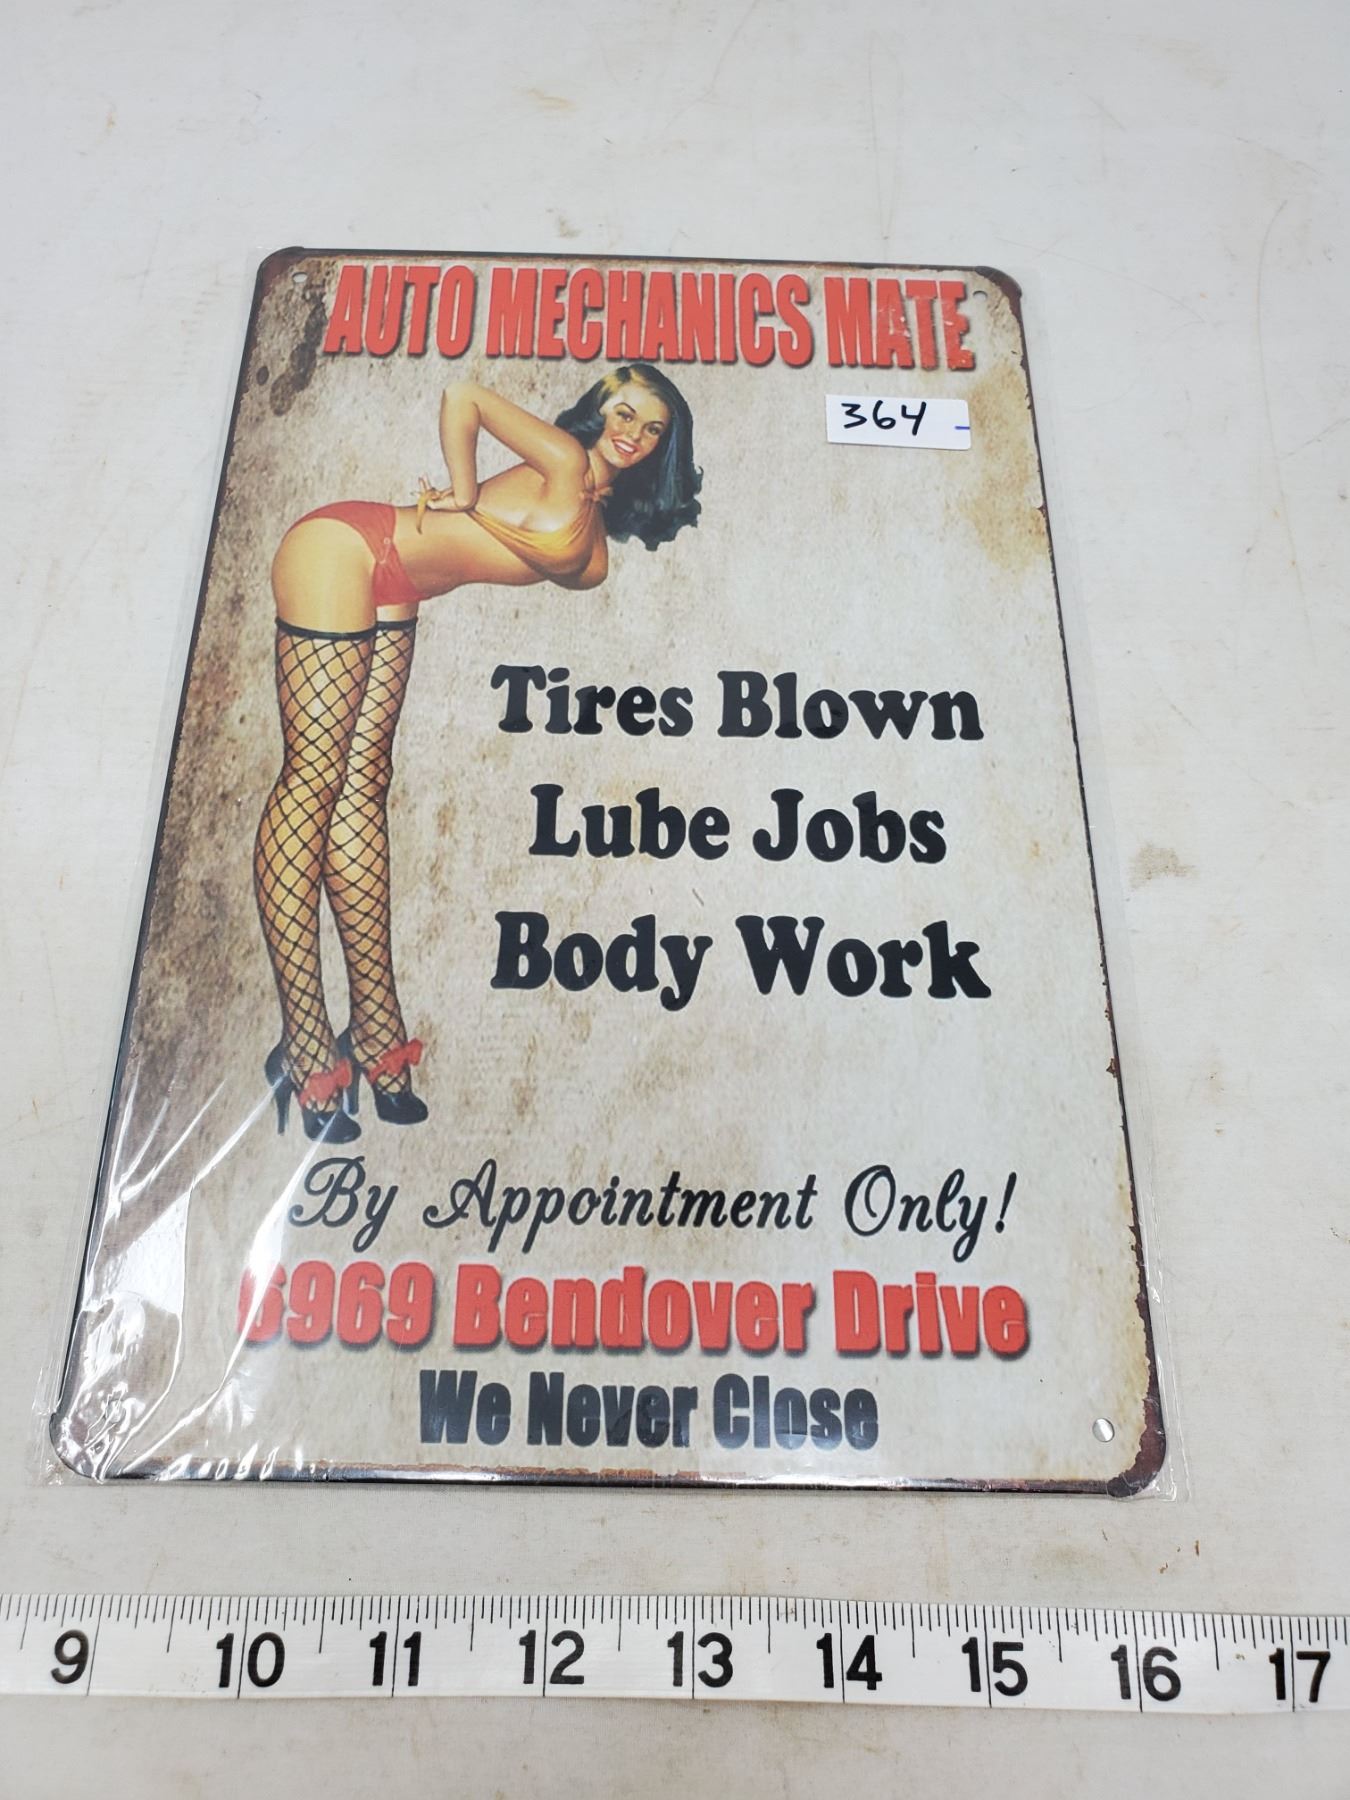 AUTO MECHANICS MATE
364
Tires Blown
Lube Jobs
Body Work
By Appointment Only!
6969 Bendover Drive
We Never Close
9 10 11 12 13 14 15 16 17